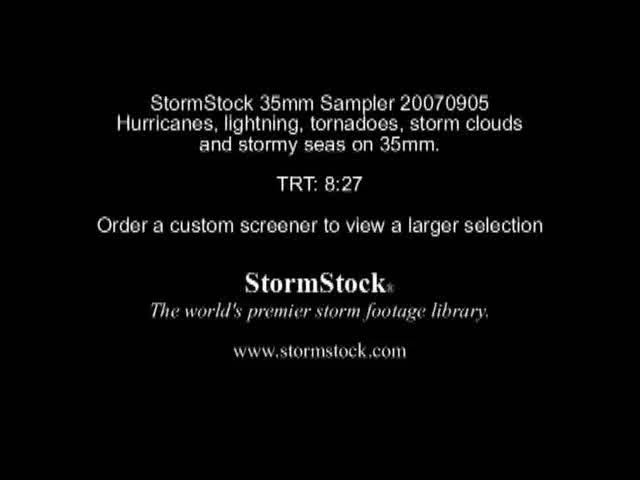 StormStock 35mm Sampler 20070905
Hurricanes, lightning, tornadoes, storm clouds
and stormy seas on 35mm.
TRT: 8:27
Order a custom screener to view a larger selection
StormStock®
The world's premier storm footage library.
www.stormstock.com